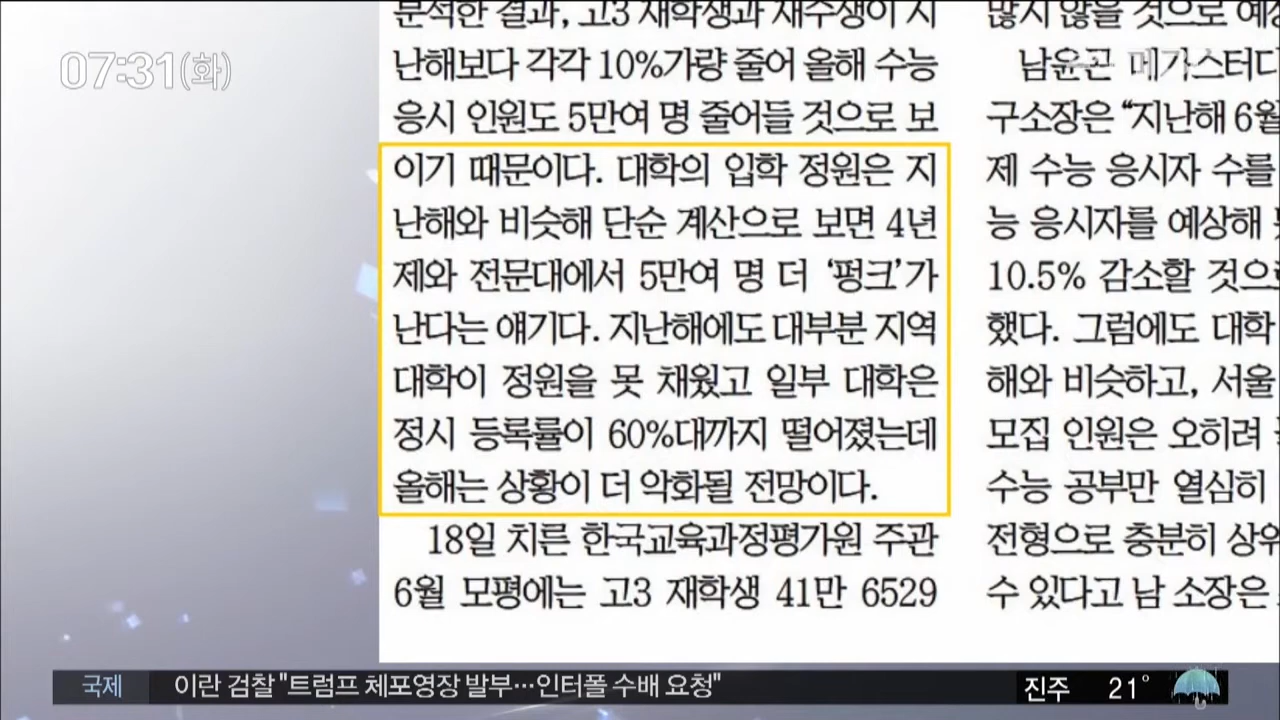 07:31(화)
분석한 결과, 고3 재학생과 재수생이 지
난해보다 각각 10%가량 줄어 올해 수능
응시 인원도 5만여 명 줄어들 것으로 보
이기 때문이다. 대학의 입학 정원은 지
난해와 비슷해 단순 계산으로 보면 4년
제와 전문대에서 5만여 명 더 ‘펑크’가
난다는 얘기다. 지난해에도 대부분 지역
대학이 정원을 못 채웠고 일부 대학은
정시 등록률이 60%대까지 떨어졌는데
올해는 상황이 더 악화될 전망이다.
18일 치른 한국교육과정평가원 주관
6월 모평에는 고3 재학생 41만 6529
많지 않을 것으로 예상
남윤곤 메가스터디
구소장은 “지난해 6월
제 수능 응시자 수를
능 응시자를 예상해
10.5% 감소할 것으로
했다. 그럼에도 대학
해와 비슷하고, 서울
모집 인원은 오히려
수능 공부만 열심히
전형으로 충분히 상위
수 있다고 남 소장은
국제 이란 검찰 "트럼프 체포영장 발부…인터폴 수배 요청"
진주 21°